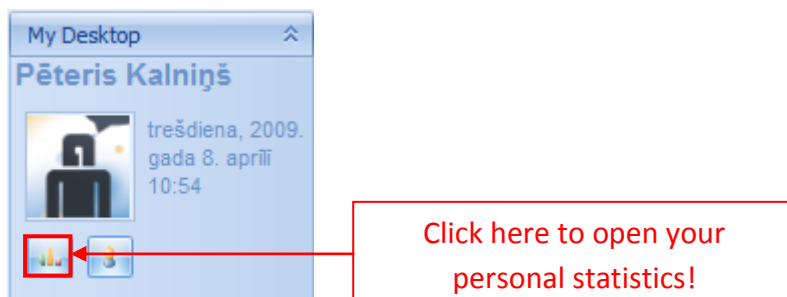 My Desktop
Pēteris Kalniņš
trešdiena, 2009.
gada 8. aprīlī
10:54
Click here to open your
personal statistics!